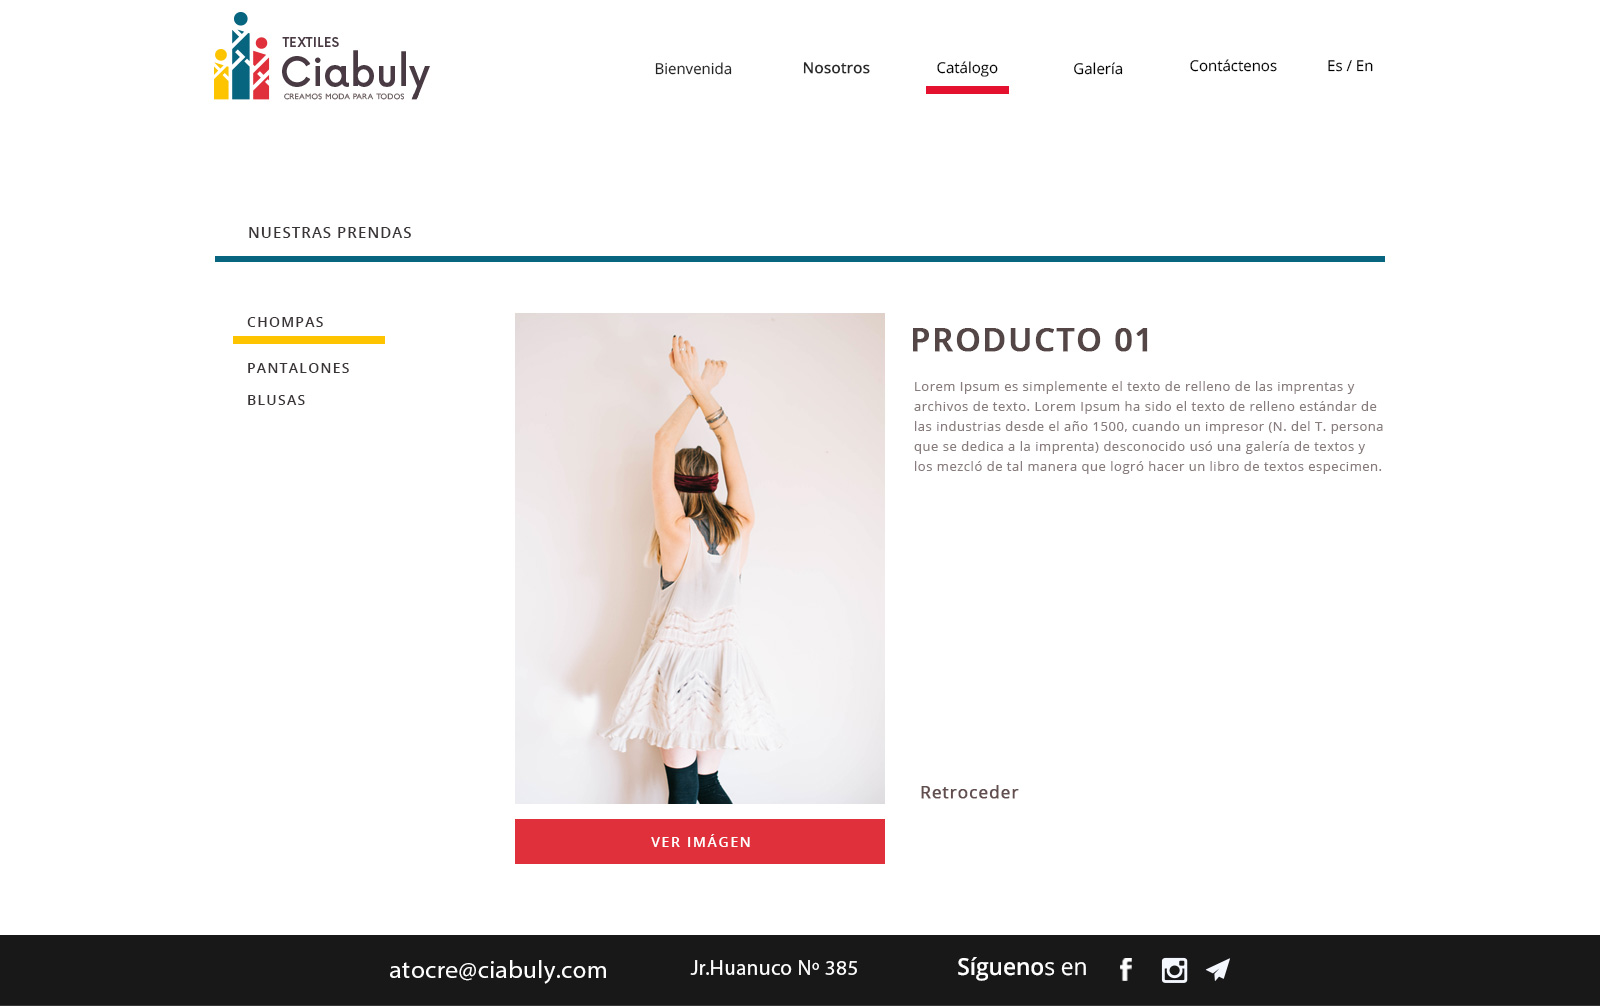 TEXTILES
Ciabuly
CREAMOS MODA PARA TODOS
Bienvenida
Nosotros
Catálogo
Galería
Contáctenos
Es / En
NUESTRAS PRENDAS
CHOMPAS
PANTALONES
BLUSAS
PRODUCTO 01
Lorem Ipsum es simplemente el texto de relleno de las imprentas y
archivos de texto. Lorem Ipsum ha sido el texto de relleno estándar de
las industrias desde el año 1500, cuando un impresor (N. del T. persona
que se dedica a la imprenta) desconocido usó una galería de textos y
los mezcló de tal manera que logró hacer un libro de textos especimen.
Retroceder
VER IMÁGEN
atocre@ciabuly.com
Jr.Huanuco Nº 385
Síguenos en